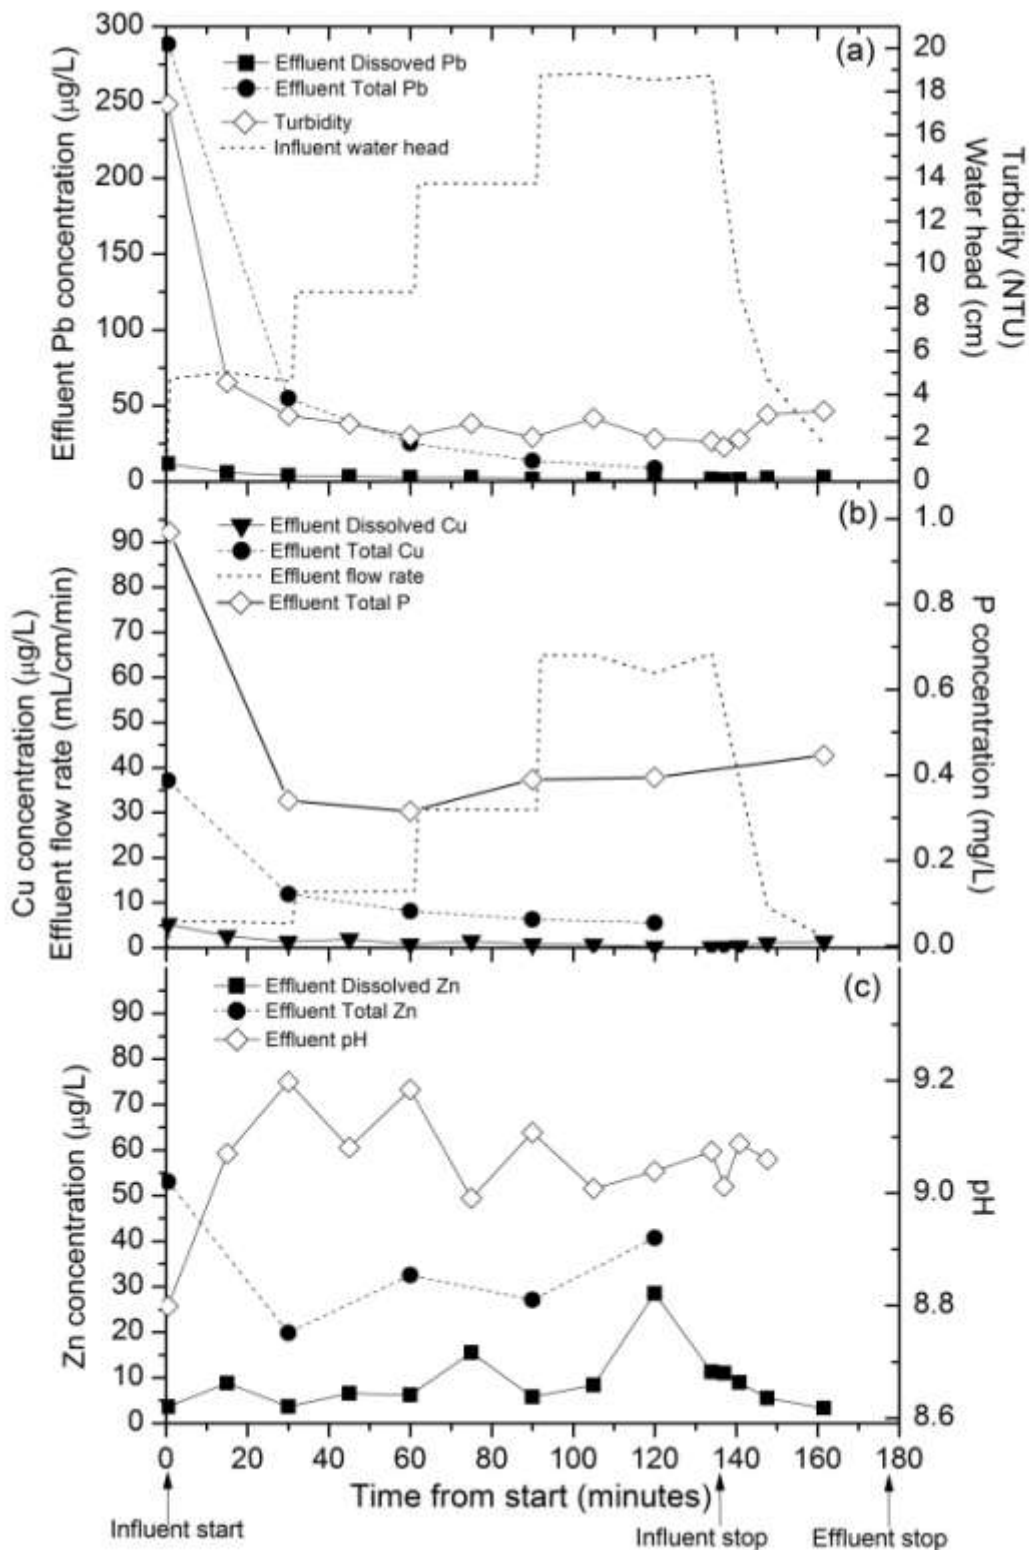 (a)
Effluent Dissoved Pb
Effluent Total Pb
Turbidity
Influent water head
Effluent Pb concentration (µg/L)
300
250
200
150
100
50
0
Turbidity (NTU)
Water head (cm)
20
18
16
14
12
10
8
6
4
2
0
(b)
Effluent Dissolved Cu
Effluent Total Cu
Effluent flow rate
Effluent Total P
Cu concentration (µg/L)
Effluent flow rate (mL/cm/min)
90
80
70
60
50
40
30
20
10
0
P concentration (mg/L)
1.0
0.8
0.6
0.4
0.2
0.0
(c)
Effluent Dissolved Zn
Effluent Total Zn
Effluent pH
Zn concentration (µg/L)
90
80
70
60
50
40
30
20
10
0
pH
9.2
9.0
8.8
8.6
0 20 40 60 80 100 120 140 160 180
Time from start (minutes)
Influent start
Influent stop
Effluent stop